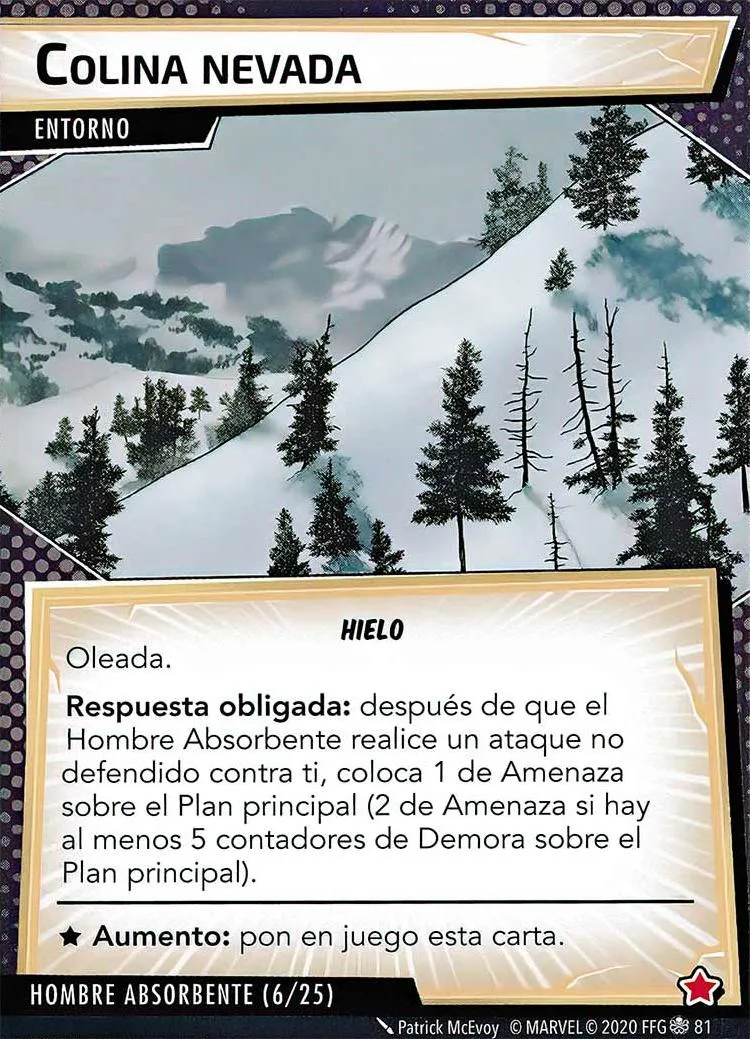 COLINA NEVADA
ENTORNO
HIELO
Oleada.
Respuesta obligada: después de que el
Hombre Absorbente realice un ataque no
defendido contra ti, coloca 1 de Amenaza
sobre el Plan principal (2 de Amenaza si hay
al menos 5 contadores de Demora sobre el
Plan principal).
★ Aumento: pon en juego esta carta.
HOMBRE ABSORBENTE (6/25)
Patrick McEvoy © MARVEL © 2020 FFG 81